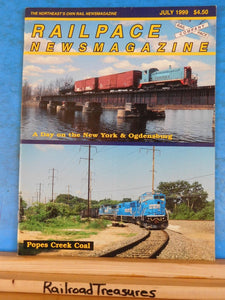 THE NORTHEAST'S OWN RAIL NEWSMAGAZINE
JULY 1999 $4.50
RAILPACE
NEWSMAGAZINE
A Day on the New York & Ogdensburg
Popes Creek Coal
RailroadTreasures